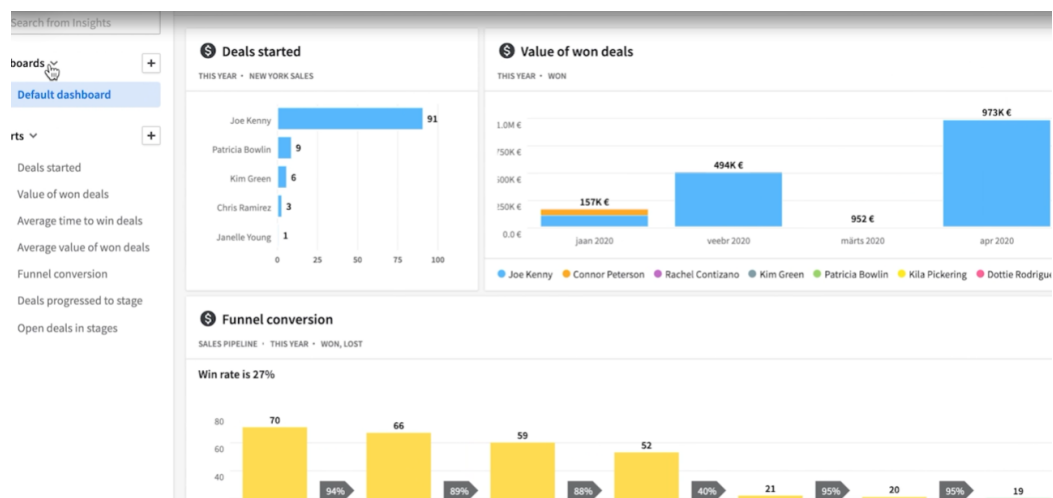 Search from Insights
boards
Default dashboard
rts
Deals started
Value of won deals
Average time to win deals
Average value of won deals
Funnel conversion
Deals progressed to stage
Open deals in stages
Deals started
THIS YEAR • NEW YORK SALES
Joe Kenny 91
Patricia Bowlin 9
Kim Green 6
Chris Ramirez 3
Janelle Young 1
0 25 50 75 100
Value of won deals
THIS YEAR • WON
1.0M €
750K €
500K €
250K €
0.0 €
157K €
494K €
952 €
973K €
jaan 2020 veebr 2020 märts 2020 apr 2020
Joe Kenny Connor Peterson Rachel Contizano Kim Green Patricia Bowlin Kila Pickering Dottie Rodrigue
Funnel conversion
SALES PIPELINE • THIS YEAR • WON, LOST
Win rate is 27%
80
60
40
70 66 59 52 21 20 19
94% 89% 88% 40% 95% 95%